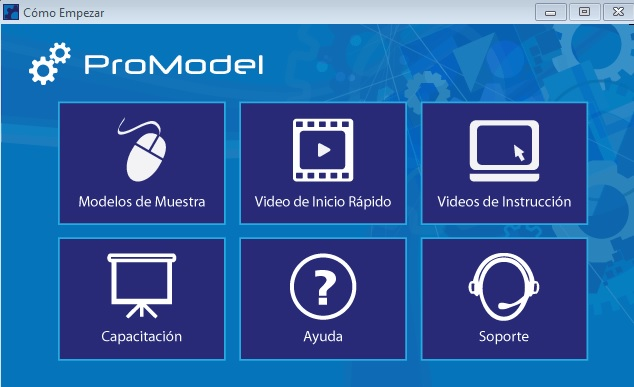 Cómo Empezar
ProModel
Modelos de Muestra
Video de Inicio Rápido
Videos de Instrucción
Capacitación
Ayuda
Soporte